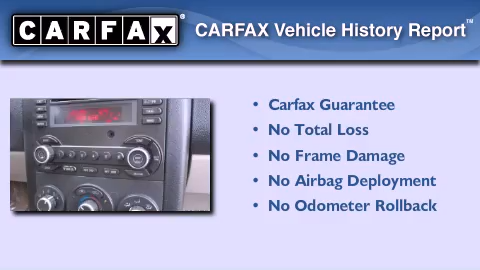 CARFAX® CARFAX Vehicle History Report™
• Carfax Guarantee
• No Total Loss
• No Frame Damage
• No Airbag Deployment
• No Odometer Rollback